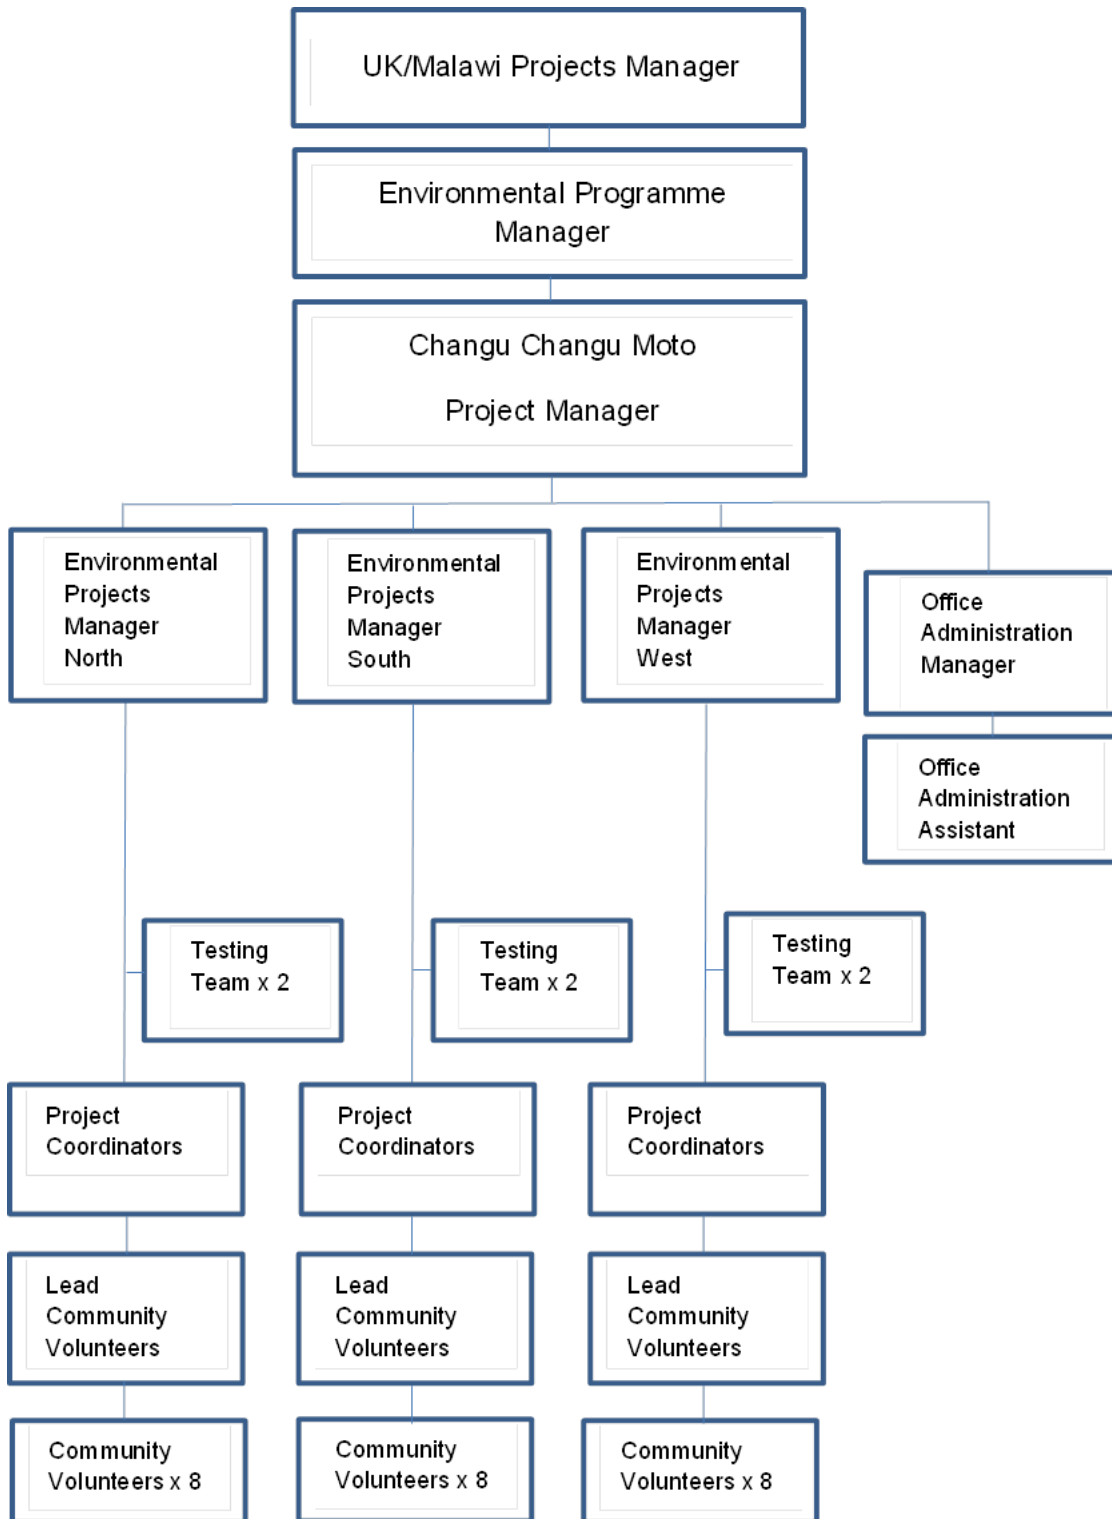 UK/Malawi Projects Manager
Environmental Programme
Manager
Changu Changu Moto
Project Manager
Environmental
Projects
Manager
North
Environmental
Projects
Manager
South
Environmental
Projects
Manager
West
Office
Administration
Manager
Office
Administration
Assistant
Testing
Team x 2
Testing
Team x 2
Testing
Team x 2
Project
Coordinators
Project
Coordinators
Project
Coordinators
Lead
Community
Volunteers
Lead
Community
Volunteers
Lead
Community
Volunteers
Community
Volunteers x 8
Community
Volunteers x 8
Community
Volunteers x 8